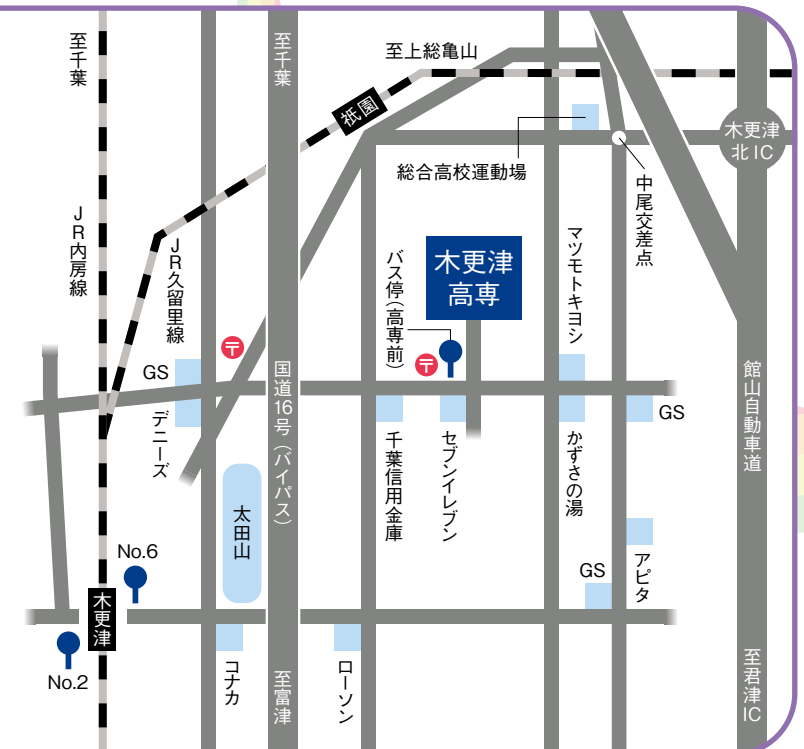 至千葉
至千葉
至上総亀山
祇園
総合高校運動場
木更津
北IC
中尾交差点
JR内房線
JR久留里線
バス停(高専前)
木更津
高専
マツモトキヨシ
〒
〒
GS
デニーズ
国道16号(バイパス)
千葉信用金庫
セブンイレブン
かずさの湯
GS
館山自動車道
太田山
No.6
木更津
No.2
GS
アピタ
コナカ
至富津
ローソン
至君津IC